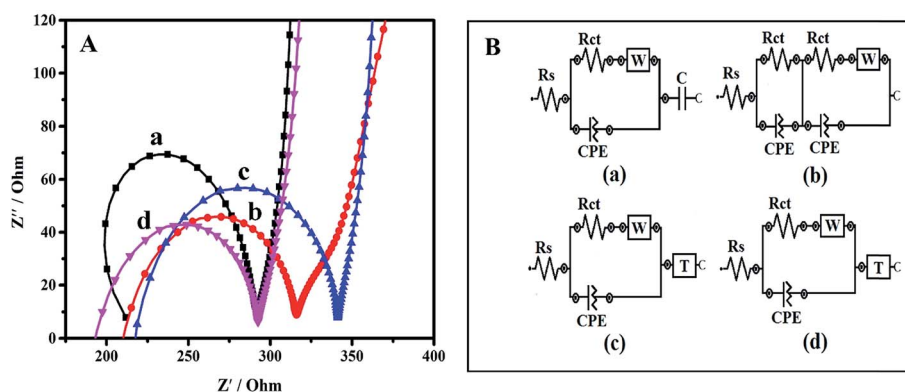 A
120
100
80
60
40
20
0
Z'' / Ohm
a
c
b
d
200 250 300 350 400
Z' / Ohm
B
Rct
W
Rs
C
C
CPE
(a)
Rct Rct
W
Rs
C
CPE CPE
(b)
Rct
W
Rs
T C
CPE
(c)
Rct
W
Rs
T C
CPE
(d)